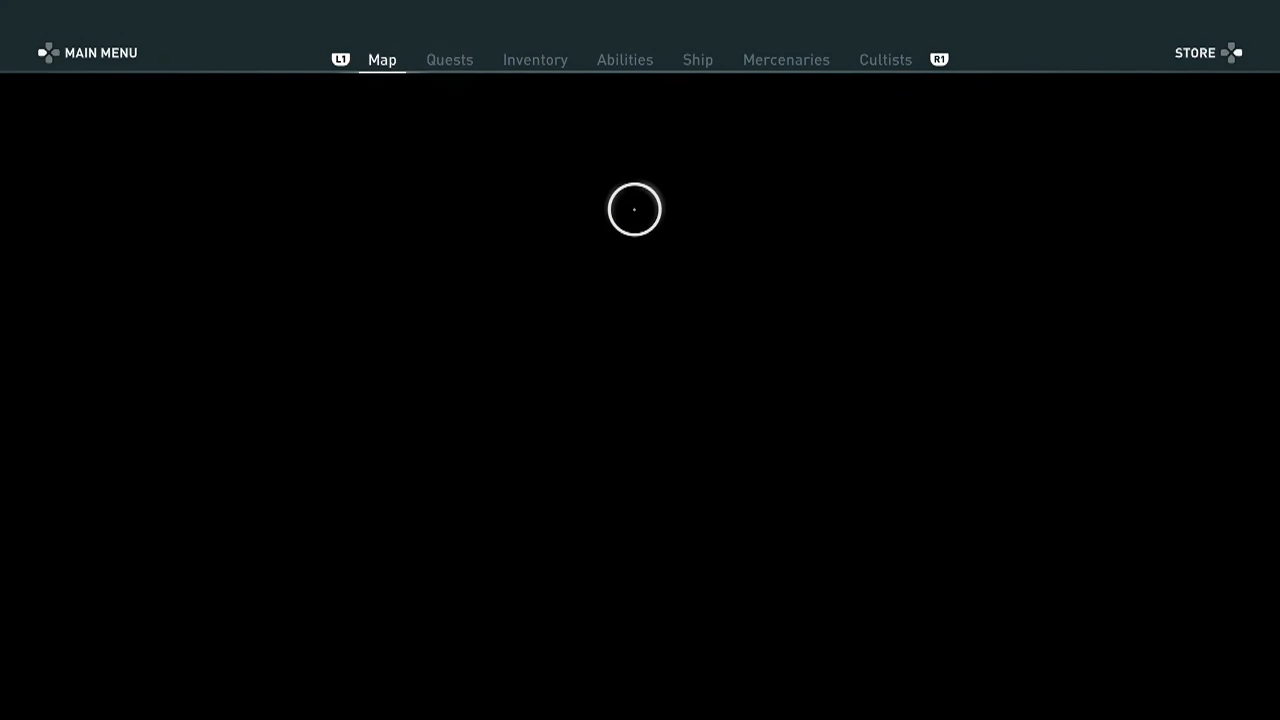 MAIN MENU
L1 Map Quests Inventory Abilities Ship Mercenaries Cultists R1
STORE